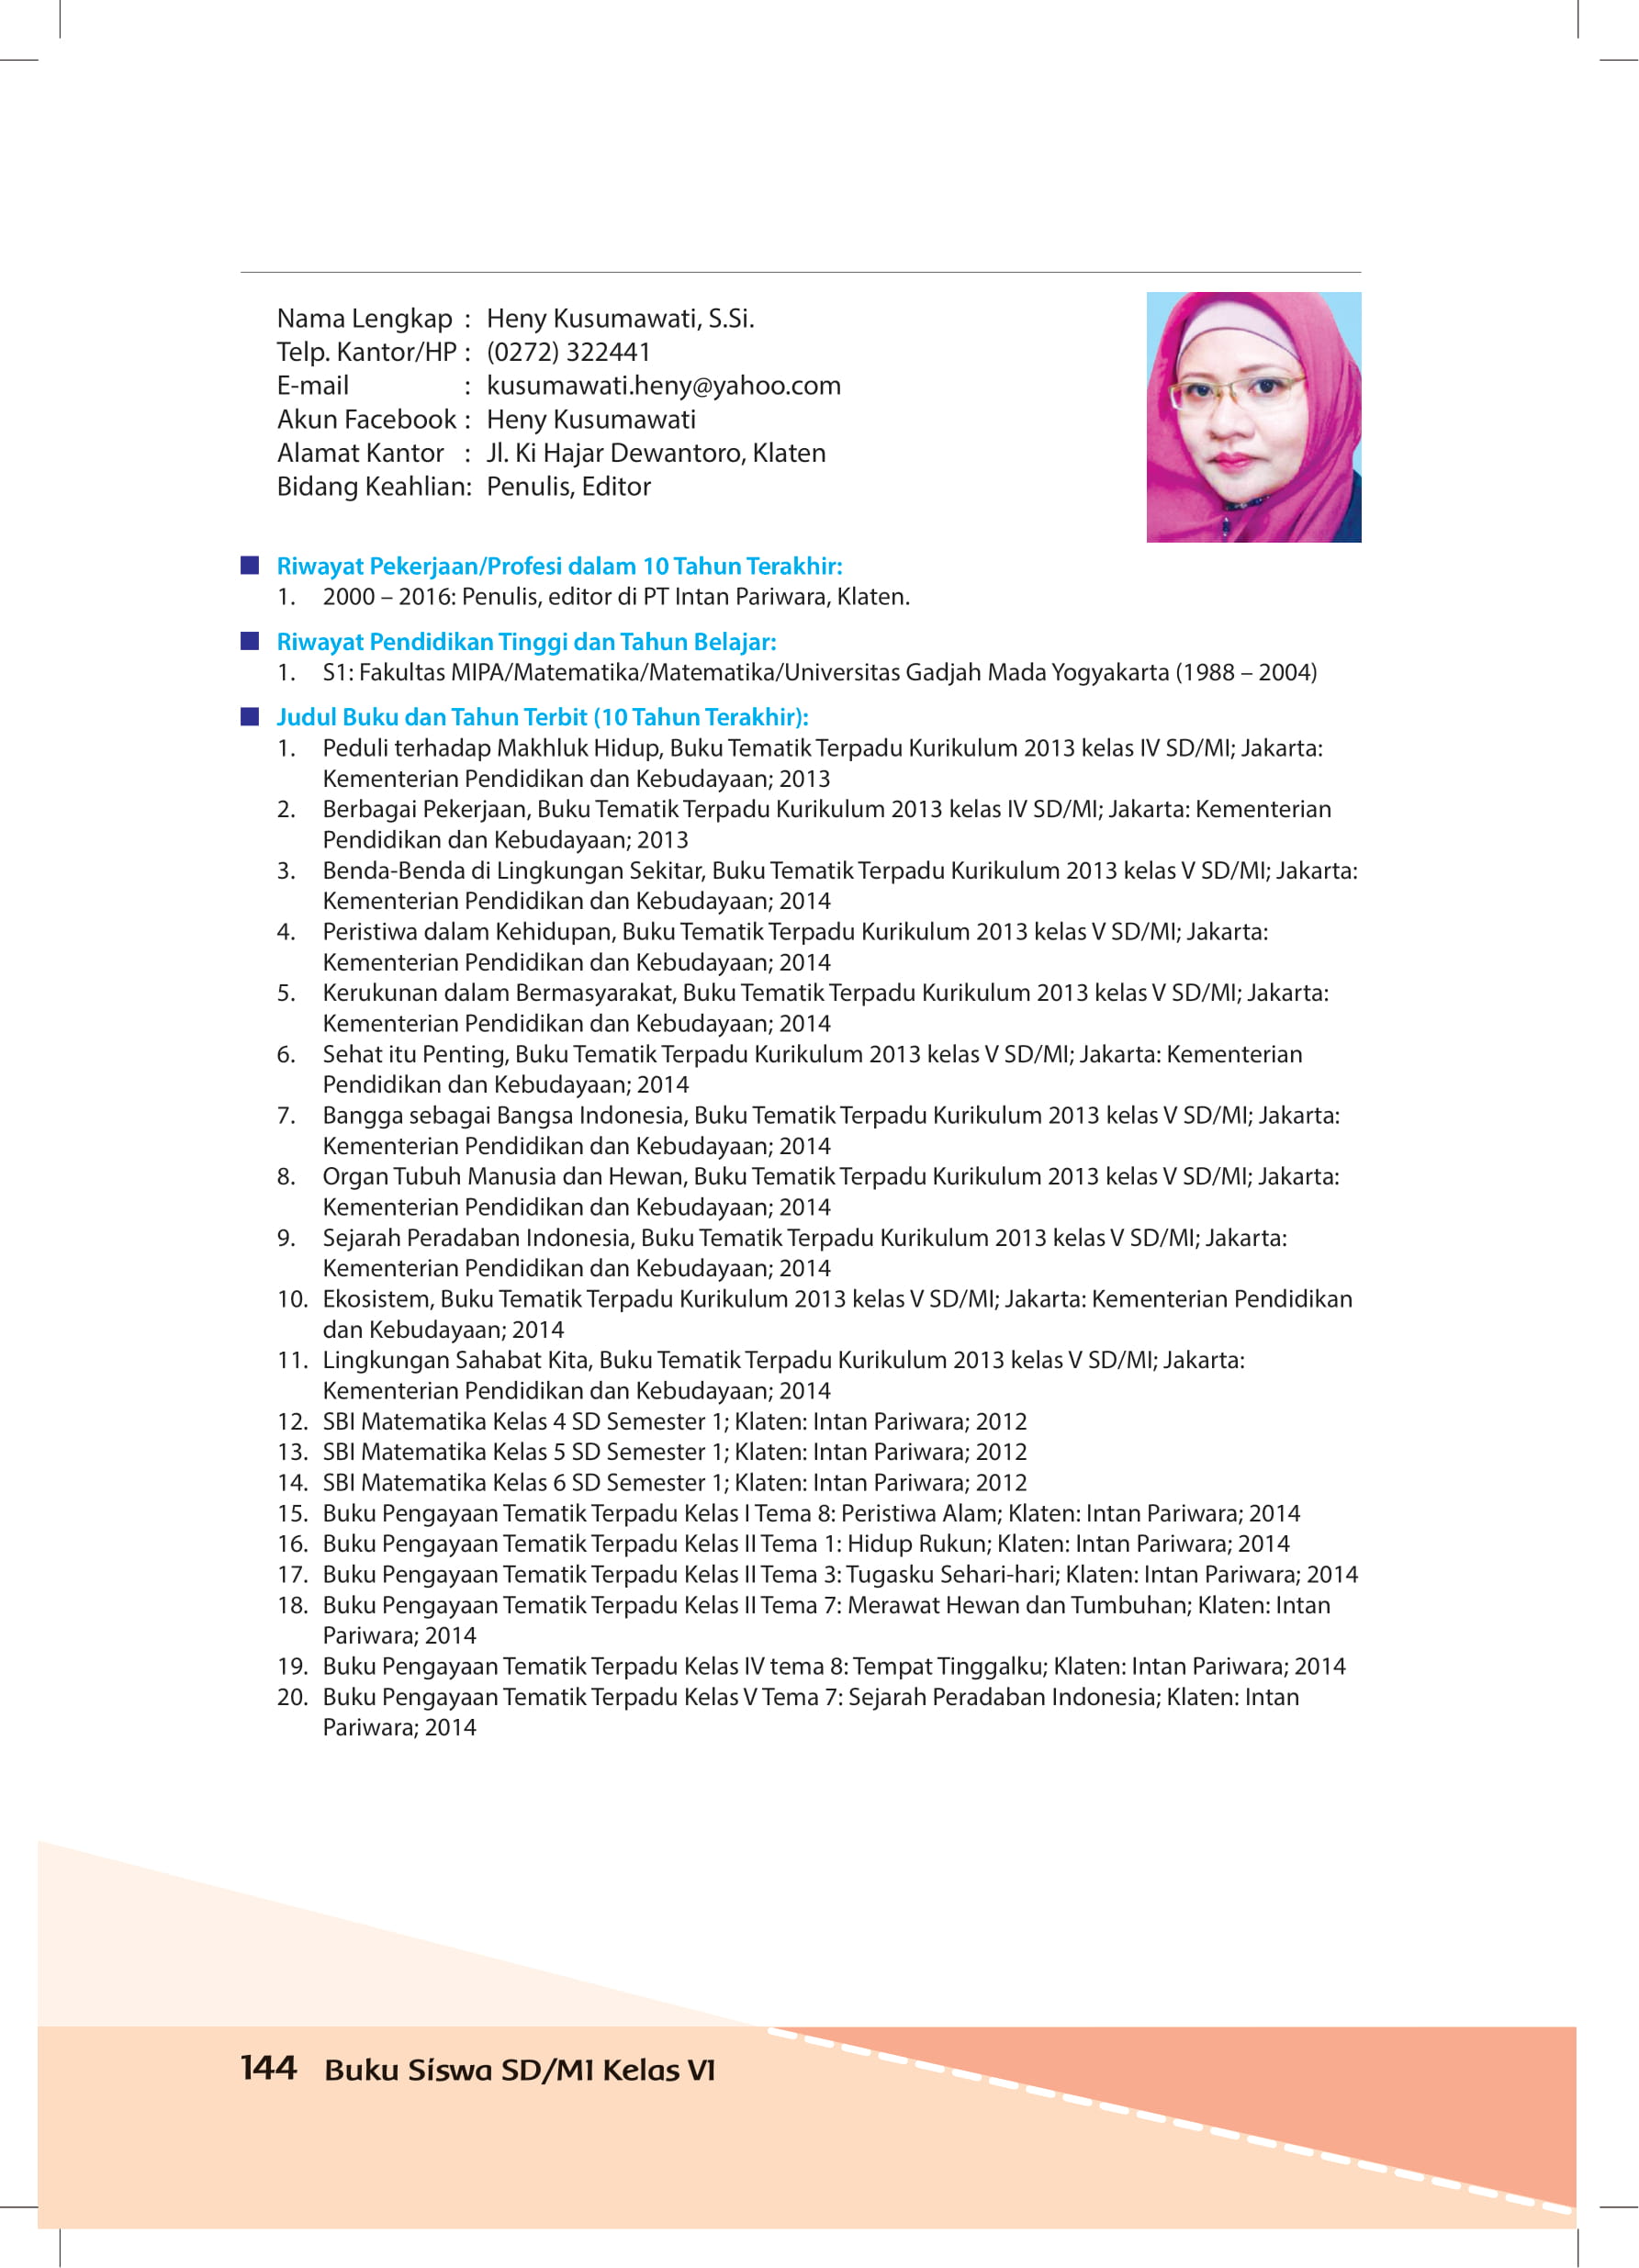 Nama Lengkap : Heny Kusumawati, S.Si.
Telp. Kantor/HP : (0272) 322441
E-mail : kusumawati.heny@yahoo.com
Akun Facebook : Heny Kusumawati
Alamat Kantor : Jl. Ki Hajar Dewantoro, Klaten
Bidang Keahlian: Penulis, Editor
Riwayat Pekerjaan/Profesi dalam 10 Tahun Terakhir:
1. 2000 – 2016: Penulis, editor di PT Intan Pariwara, Klaten.
Riwayat Pendidikan Tinggi dan Tahun Belajar:
1. S1: Fakultas MIPA/Matematika/Matematika/Universitas Gadjah Mada Yogyakarta (1988 – 2004)
Judul Buku dan Tahun Terbit (10 Tahun Terakhir):
1. Peduli terhadap Makhluk Hidup, Buku Tematik Terpadu Kurikulum 2013 kelas IV SD/MI; Jakarta:
Kementerian Pendidikan dan Kebudayaan; 2013
2. Berbagai Pekerjaan, Buku Tematik Terpadu Kurikulum 2013 kelas IV SD/MI; Jakarta: Kementerian
Pendidikan dan Kebudayaan; 2013
3. Benda-Benda di Lingkungan Sekitar, Buku Tematik Terpadu Kurikulum 2013 kelas V SD/MI; Jakarta:
Kementerian Pendidikan dan Kebudayaan; 2014
4. Peristiwa dalam Kehidupan, Buku Tematik Terpadu Kurikulum 2013 kelas V SD/MI; Jakarta:
Kementerian Pendidikan dan Kebudayaan; 2014
5. Kerukunan dalam Bermasyarakat, Buku Tematik Terpadu Kurikulum 2013 kelas V SD/MI; Jakarta:
Kementerian Pendidikan dan Kebudayaan; 2014
6. Sehat itu Penting, Buku Tematik Terpadu Kurikulum 2013 kelas V SD/MI; Jakarta: Kementerian
Pendidikan dan Kebudayaan; 2014
7. Bangga sebagai Bangsa Indonesia, Buku Tematik Terpadu Kurikulum 2013 kelas V SD/MI; Jakarta:
Kementerian Pendidikan dan Kebudayaan; 2014
8. Organ Tubuh Manusia dan Hewan, Buku Tematik Terpadu Kurikulum 2013 kelas V SD/MI; Jakarta:
Kementerian Pendidikan dan Kebudayaan; 2014
9. Sejarah Peradaban Indonesia, Buku Tematik Terpadu Kurikulum 2013 kelas V SD/MI; Jakarta:
Kementerian Pendidikan dan Kebudayaan; 2014
10. Ekosistem, Buku Tematik Terpadu Kurikulum 2013 kelas V SD/MI; Jakarta: Kementerian Pendidikan
dan Kebudayaan; 2014
11. Lingkungan Sahabat Kita, Buku Tematik Terpadu Kurikulum 2013 kelas V SD/MI; Jakarta:
Kementerian Pendidikan dan Kebudayaan; 2014
12. SBI Matematika Kelas 4 SD Semester 1; Klaten: Intan Pariwara; 2012
13. SBI Matematika Kelas 5 SD Semester 1; Klaten: Intan Pariwara; 2012
14. SBI Matematika Kelas 6 SD Semester 1; Klaten: Intan Pariwara; 2012
15. Buku Pengayaan Tematik Terpadu Kelas I Tema 8: Peristiwa Alam; Klaten: Intan Pariwara; 2014
16. Buku Pengayaan Tematik Terpadu Kelas II Tema 1: Hidup Rukun; Klaten: Intan Pariwara; 2014
17. Buku Pengayaan Tematik Terpadu Kelas II Tema 3: Tugasku Sehari-hari; Klaten: Intan Pariwara; 2014
18. Buku Pengayaan Tematik Terpadu Kelas II Tema 7: Merawat Hewan dan Tumbuhan; Klaten: Intan
Pariwara; 2014
19. Buku Pengayaan Tematik Terpadu Kelas IV tema 8: Tempat Tinggalku; Klaten: Intan Pariwara; 2014
20. Buku Pengayaan Tematik Terpadu Kelas V Tema 7: Sejarah Peradaban Indonesia; Klaten: Intan
Pariwara; 2014
144 Buku Siswa SD/MI Kelas VI